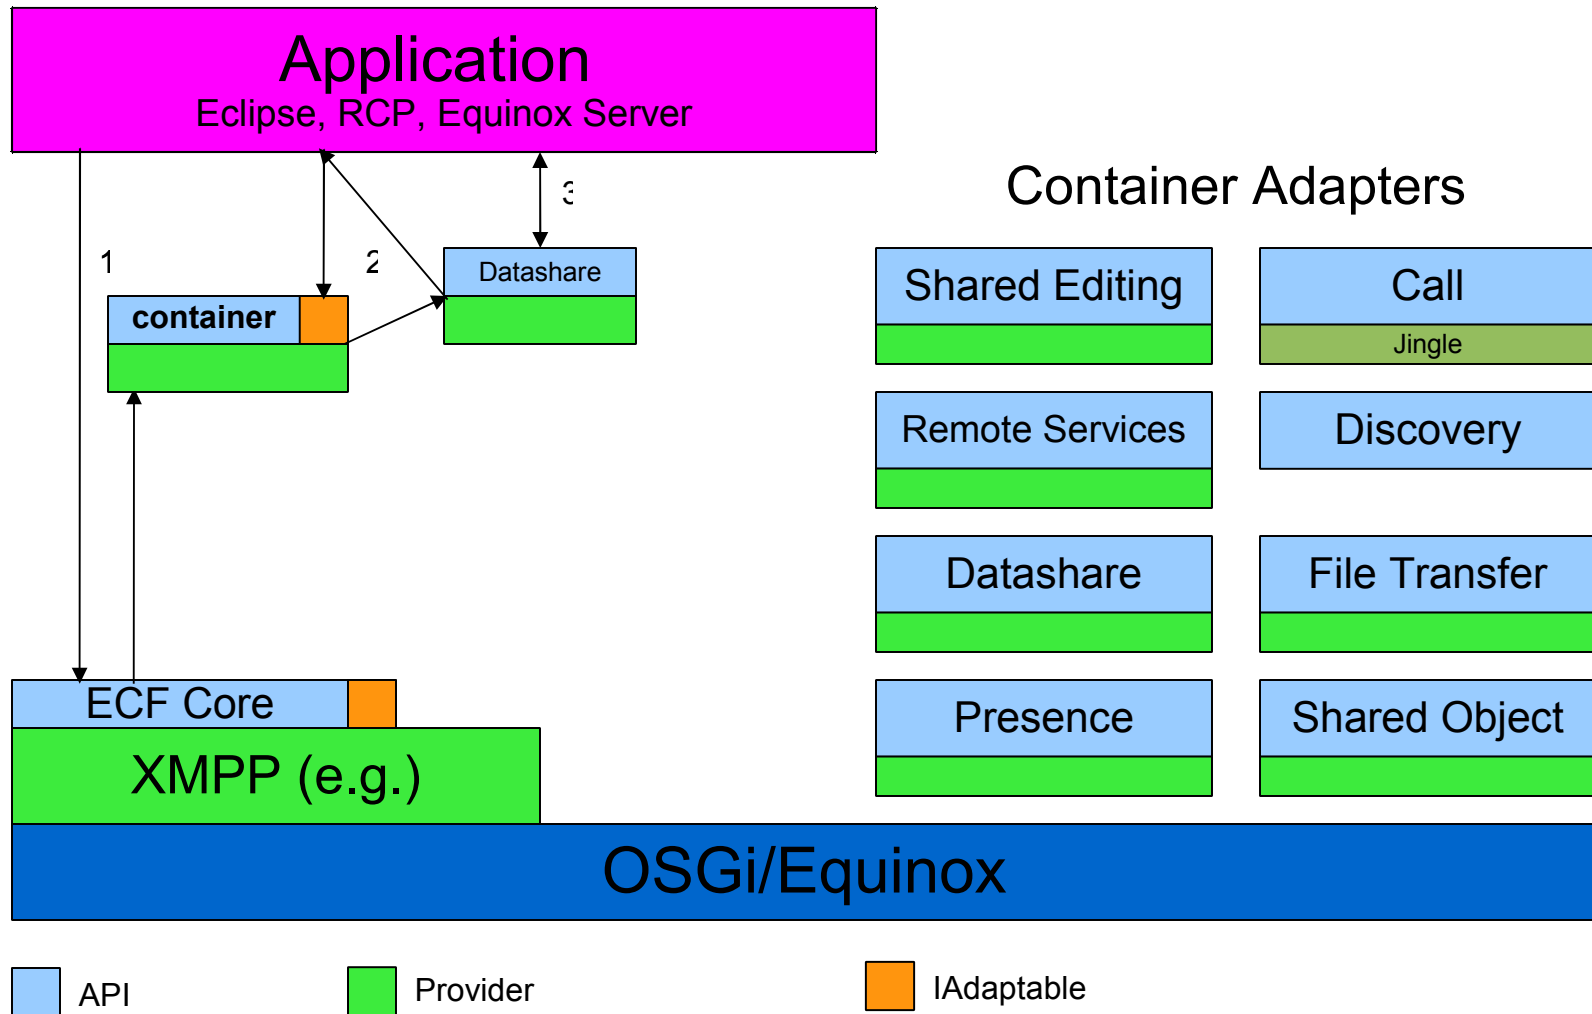 Application
Eclipse, RCP, Equinox Server
Container Adapters
3
1
2
Datashare
container
Shared Editing
Call
Jingle
Remote Services
Discovery
Datashare
File Transfer
ECF Core
Presence
Shared Object
XMPP (e.g.)
OSGi/Equinox
API
Provider
IAdaptable